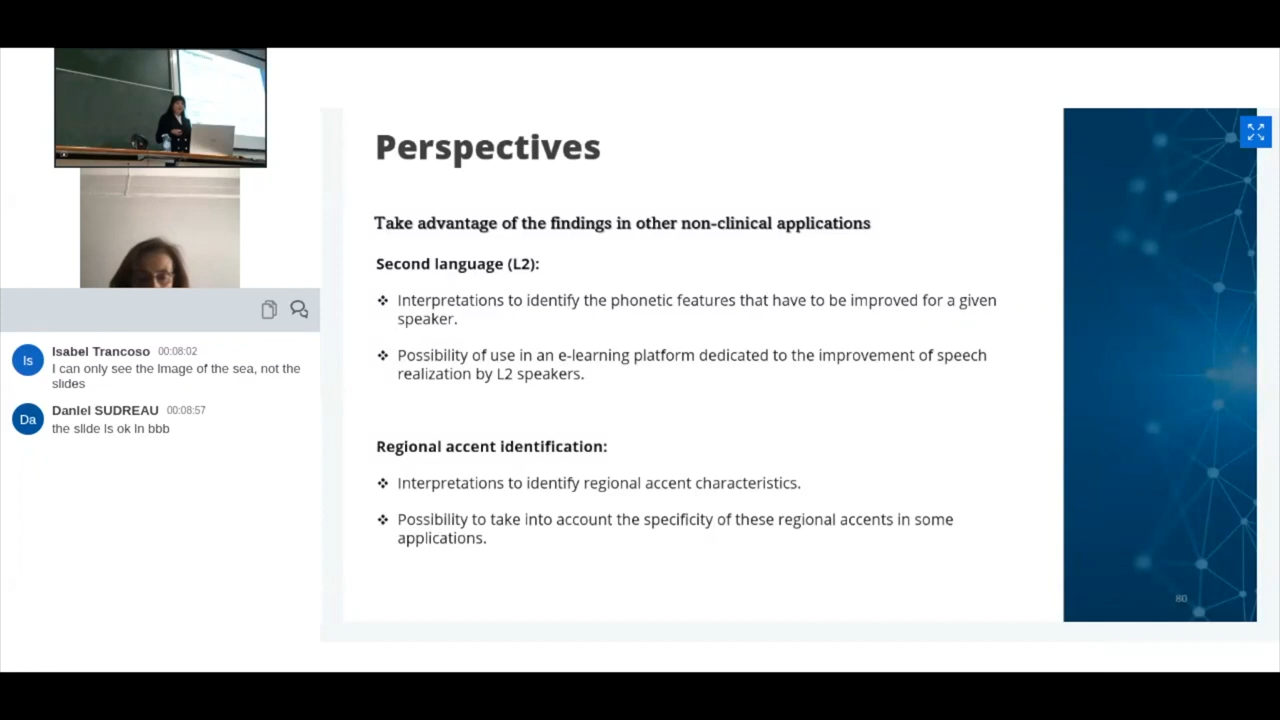 Perspectives
Take advantage of the findings in other non-clinical applications
Second language (L2):
❖ Interpretations to identify the phonetic features that have to be improved for a given
speaker.
❖ Possibility of use in an e-learning platform dedicated to the improvement of speech
realization by L2 speakers.
Regional accent identification:
❖ Interpretations to identify regional accent characteristics.
❖ Possibility to take into account the specificity of these regional accents in some
applications.
80
Is
Isabel Trancoso 00:08:02
I can only see the image of the sea, not the
slides
Da
Daniel SUDREAU 00:08:57
the slide is ok in bbb